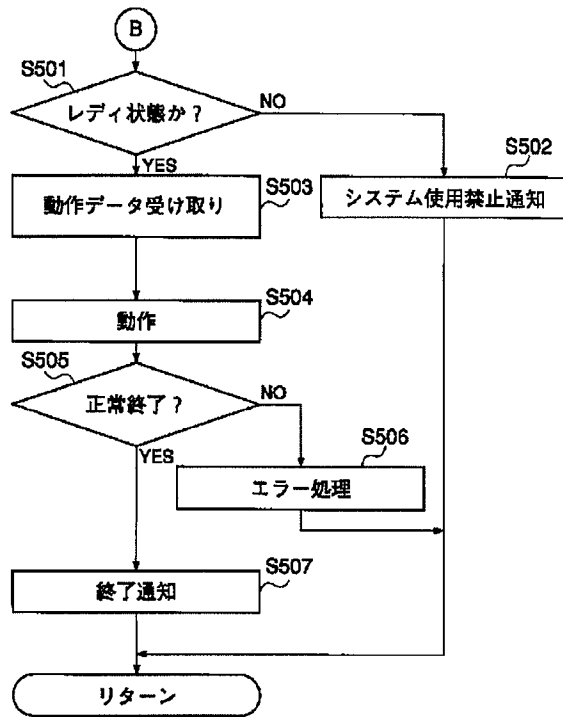 B
S501
レディ状態か?
NO
YES
S502
システム使用禁止通知
S503
動作データ受け取り
S504
動作
S505
正常終了?
NO
YES
S506
エラー処理
S507
終了通知
リターン